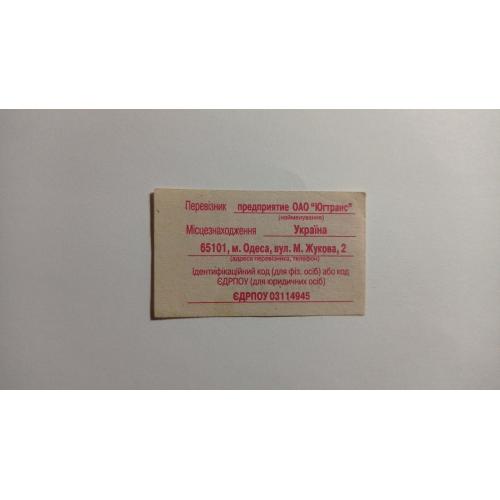 Перевізник предприятие ОАО "Югтранс"
(найменування)
Місцезнаходження Україна
65101, м. Одеса, вул. М. Жукова, 2
(адреса перевізника, телефон)
Ідентифікаційний код (для фіз. осіб) або код
ЄДРПОУ (для юридичних осіб)
ЄДРПОУ 03114945